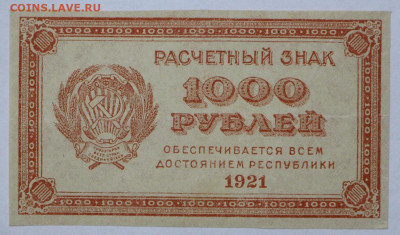 COINS.LAVE.RU
РАСЧЕТНЫЙ ЗНАК
1000
РУБЛЕЙ
ОБЕСПЕЧИВАЕТСЯ ВСЕМ
ДОСТОЯНИЕМ РЕСПУБЛИКИ
1921